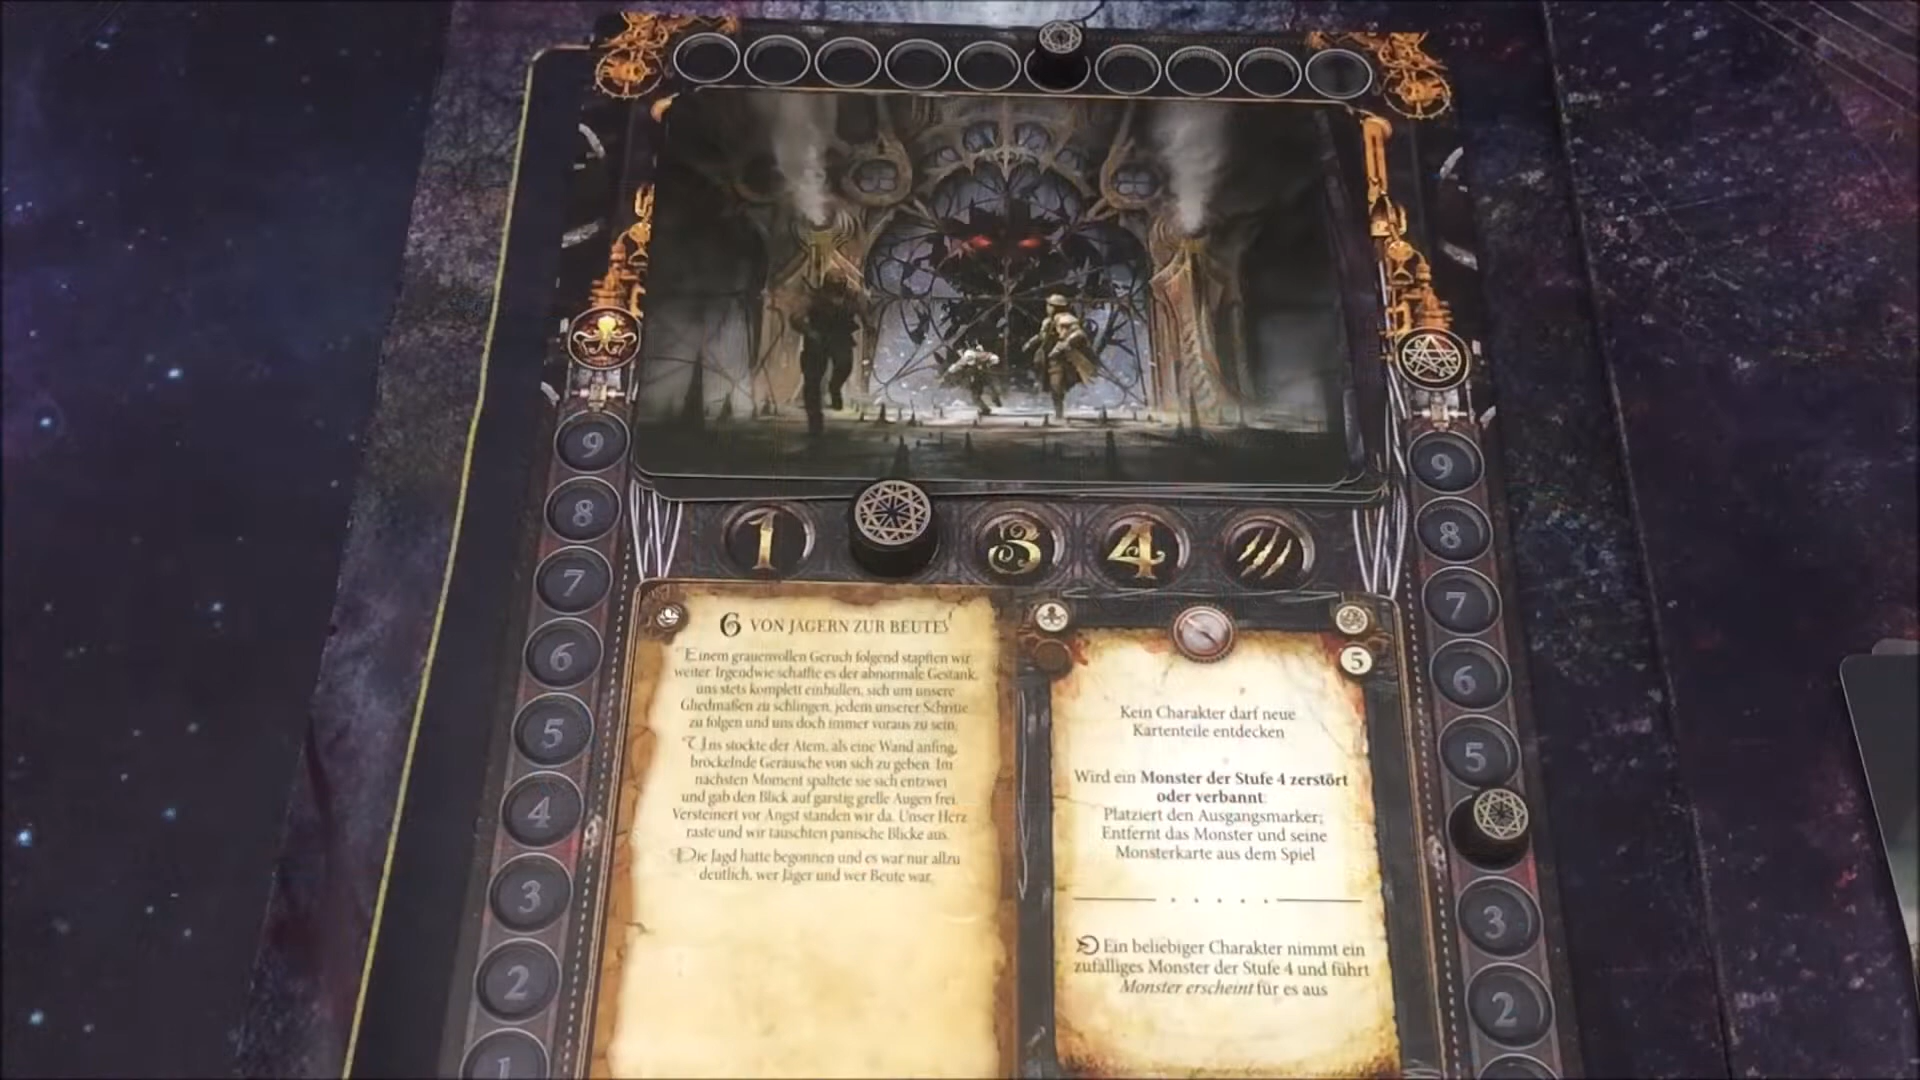 9
8
7
6
5
4
3
2
1
1
3
4
6 VON JÄGERN ZUR BEUTE
Einem grauenvollen Geruch folgend stapften wir
weiter. Irgendwie schaffte es der abnormale Gestank,
uns stets komplett einhüllen, sich um unsere
Gliedmaßen zu schlingen, jedem unserer Schritte
zu folgen und uns doch immer voraus zu sein.
Uns stockte der Atem, als eine Wand anfing,
bröckelnde Geräusche von sich zu geben. Im
nächsten Moment spaltete sie sich entzwei
und gab den Blick auf garstig grelle Augen frei.
Versteinert vor Angst standen wir da. Unser Herz
raste und wir tauschten panische Blicke aus.
Die Jagd hatte begonnen und es war nur allzu
deutlich, wer Jäger und wer Beute war.
5
Kein Charakter darf neue
Kartenteile entdecken
Wird ein Monster der Stufe 4 zerstört
oder verbannt:
Platziert den Ausgangsmarker;
Entfernt das Monster und seine
Monsterkarte aus dem Spiel
Ein beliebiger Charakter nimmt ein
zufälliges Monster der Stufe 4 und führt
Monster erscheint für es aus
9
8
7
6
5
3
2